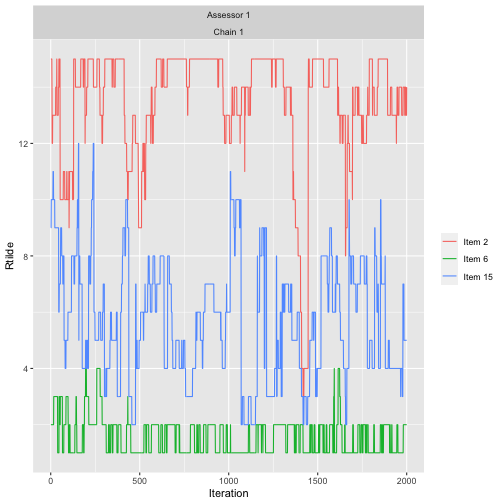 Assessor 1
Chain 1
12
8
4
Rtilde
0
500
1000
1500
2000
Iteration
Item 2
Item 6
Item 15